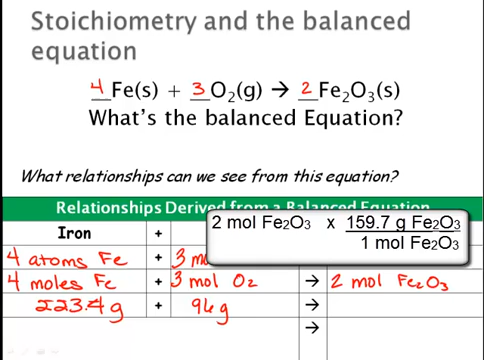 Stoichiometry and the balanced
equation
4 Fe(s) + 3 O₂(g) → 2 Fe₂O₃(s)
What's the balanced Equation?
What relationships can we see from this equation?
Relationships Derived from a Balanced Equation
Iron +
2 mol Fe₂O₃ x 159.7 g Fe₂O₃
1 mol Fe₂O₃
4 atoms Fe + 3 m
4 moles Fe + 3 mol O₂ → 2 mol Fe₂O₃
223.4 g + 96 g →
→